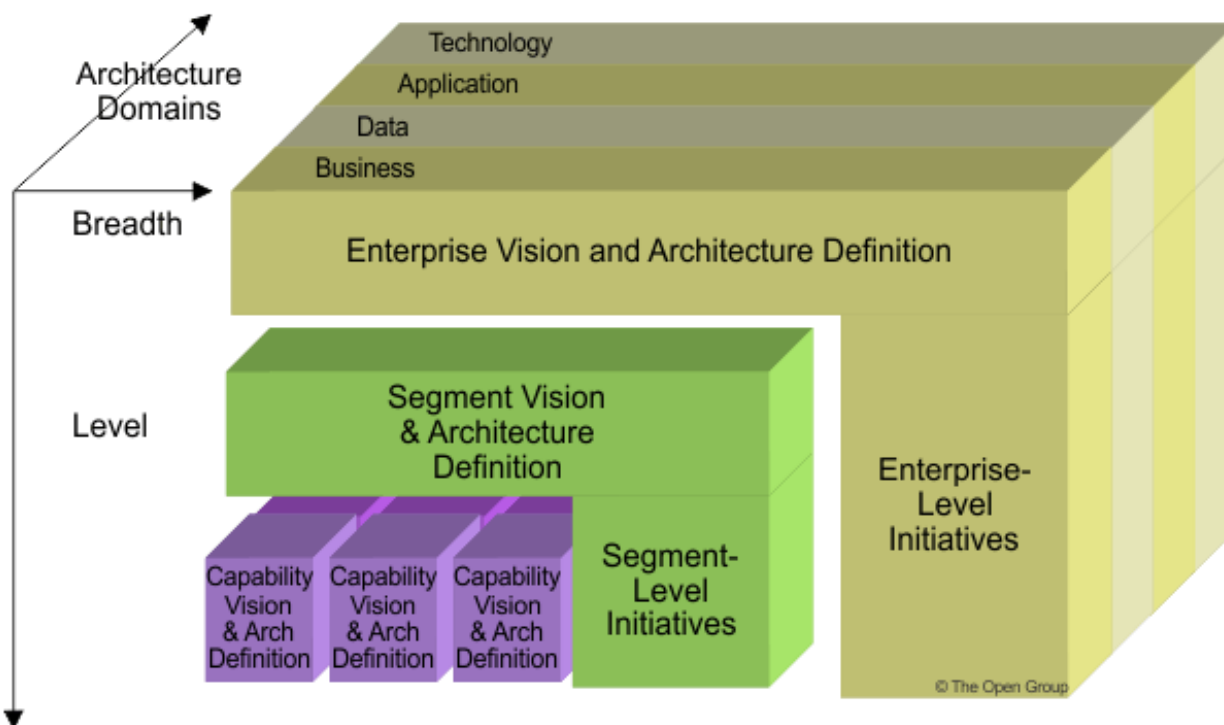 Technology
Architecture
Domains
Application
Data
Business
Breadth
Enterprise Vision and Architecture Definition
Segment Vision
& Architecture
Definition
Level
Enterprise-
Level
Initiatives
Capability
Vision
& Arch
Definition
Capability
Vision
& Arch
Definition
Capability
Vision
& Arch
Definition
Segment-
Level
Initiatives
© The Open Group